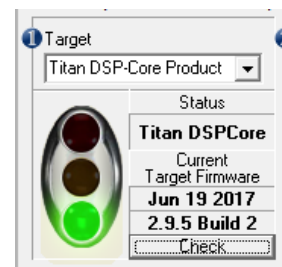 1 Target
Titan DSP-Core Product
Status
Titan DSPCore
Current
Target Firmware
Jun 19 2017
2.9.5 Build 2
Check